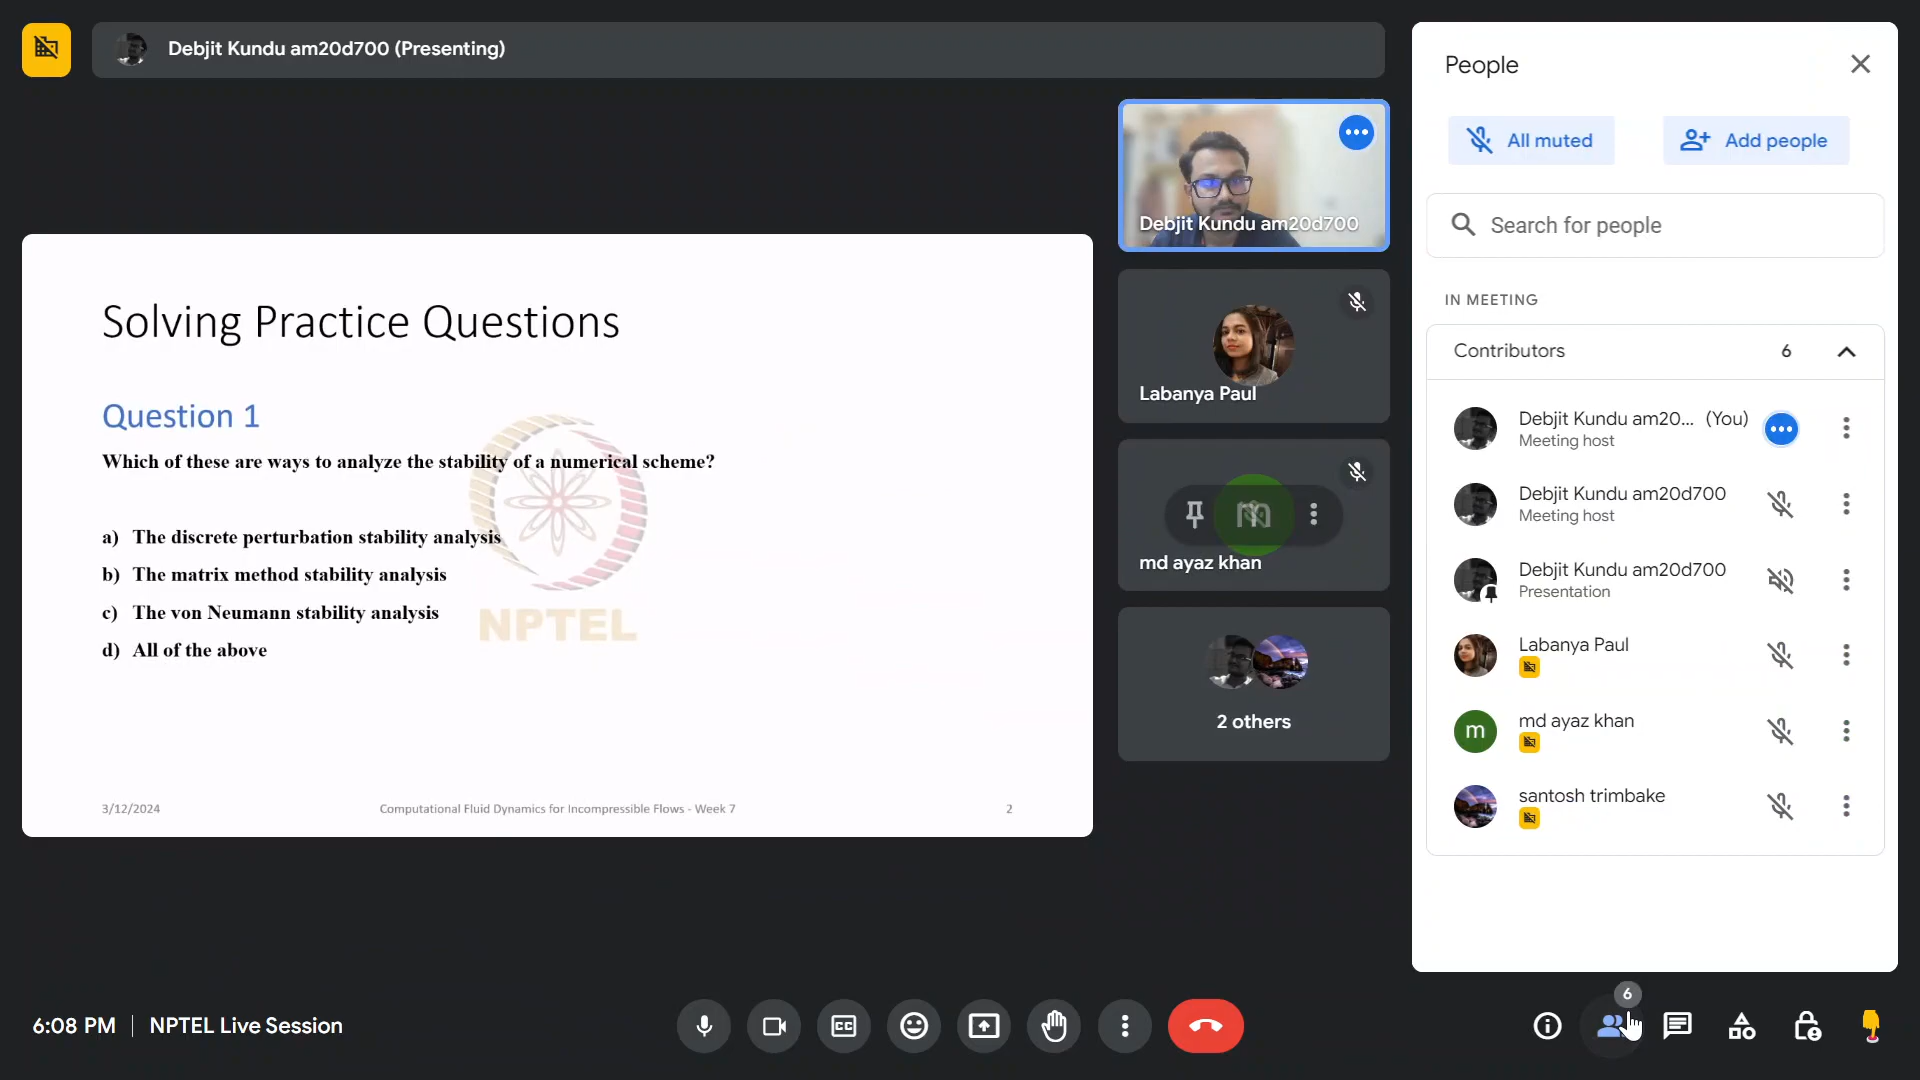 Debjit Kundu am20d700 (Presenting)
Solving Practice Questions
Question 1
Which of these are ways to analyze the stability of a numerical scheme?
a) The discrete perturbation stability analysis
b) The matrix method stability analysis
c) The von Neumann stability analysis
d) All of the above
NPTEL
3/12/2024
Computational Fluid Dynamics for Incompressible Flows - Week 7
2
Debjit Kundu am20d700
Labanya Paul
m
md ayaz khan
2 others
People
All muted
Add people
Search for people
IN MEETING
Contributors 6
Debjit Kundu am20... (You)
Meeting host
Debjit Kundu am20d700
Meeting host
Debjit Kundu am20d700
Presentation
Labanya Paul
m
md ayaz khan
santosh trimbake
6:08 PM
NPTEL Live Session
CC
6